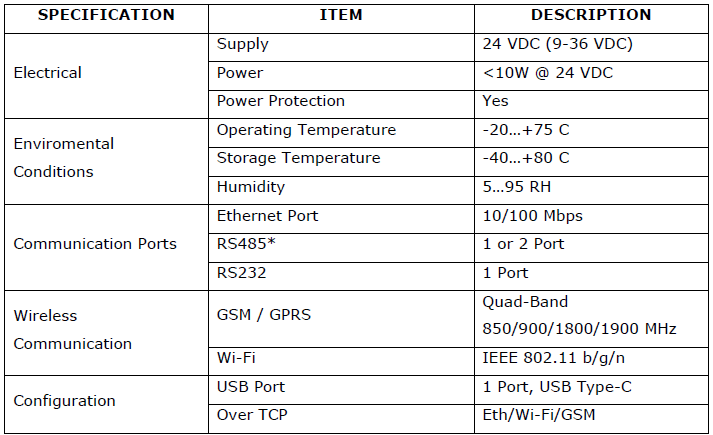 SPECIFICATION ITEM DESCRIPTION
Electrical
Supply 24 VDC (9-36 VDC)
Power <10W @ 24 VDC
Power Protection Yes
Enviromental
Conditions
Operating Temperature -20…+75 C
Storage Temperature -40…+80 C
Humidity 5…95 RH
Communication Ports
Ethernet Port 10/100 Mbps
RS485* 1 or 2 Port
RS232 1 Port
Wireless
Communication
GSM / GPRS Quad-Band
850/900/1800/1900 MHz
Wi-Fi IEEE 802.11 b/g/n
Configuration
USB Port 1 Port, USB Type-C
Over TCP Eth/Wi-Fi/GSM